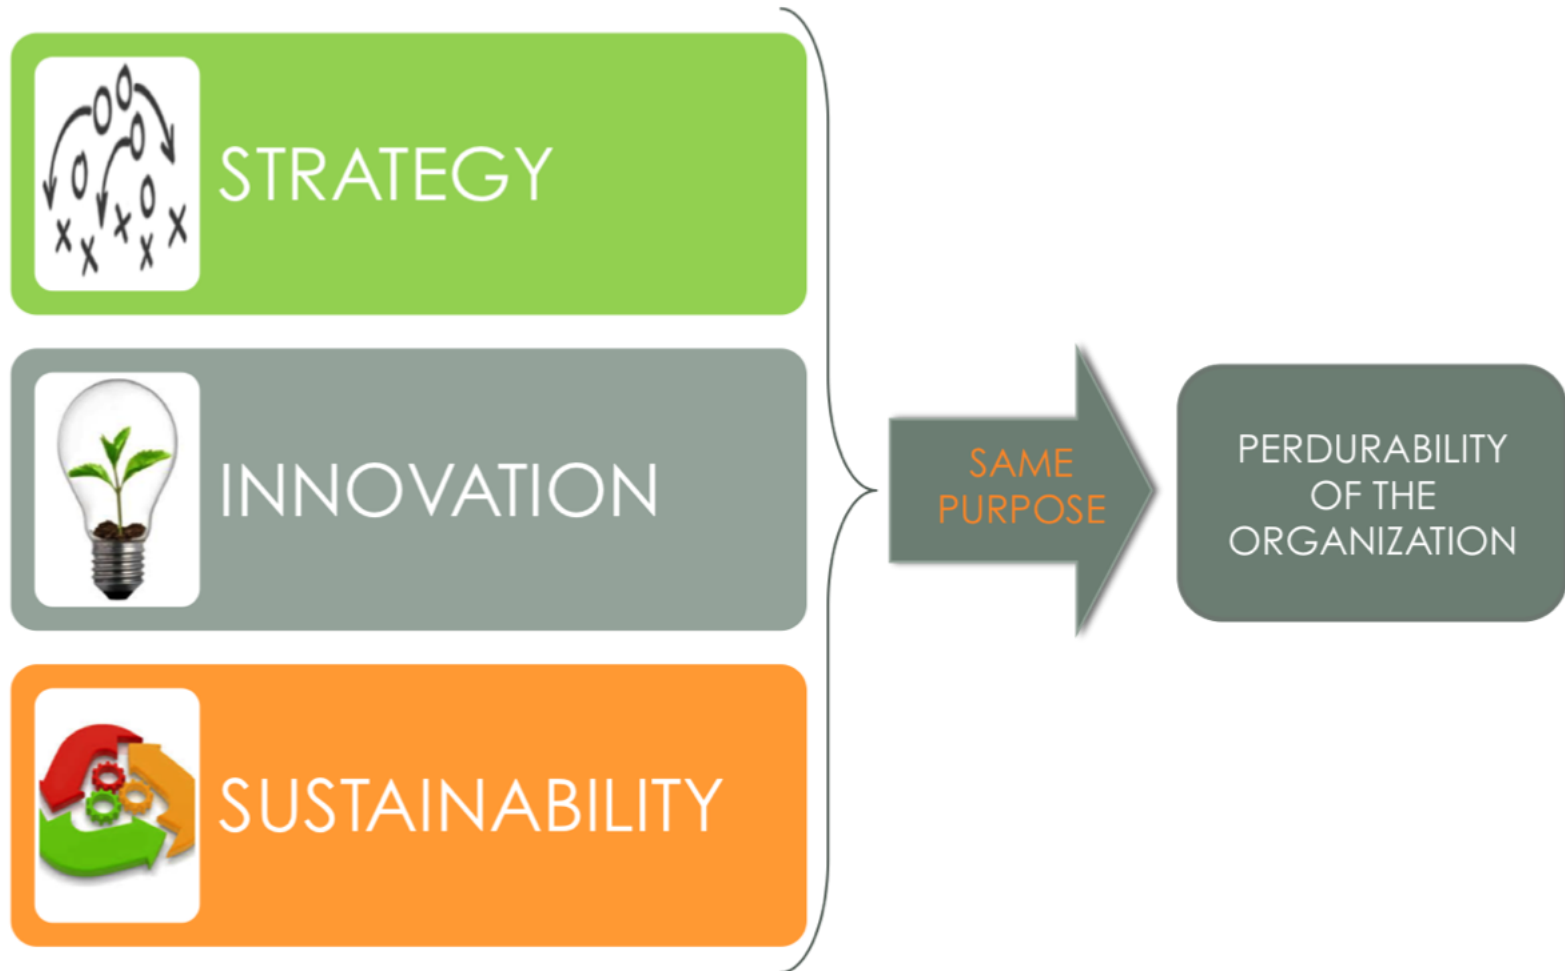 STRATEGY
INNOVATION
SUSTAINABILITY
SAME
PURPOSE
PERDURABILITY
OF THE
ORGANIZATION